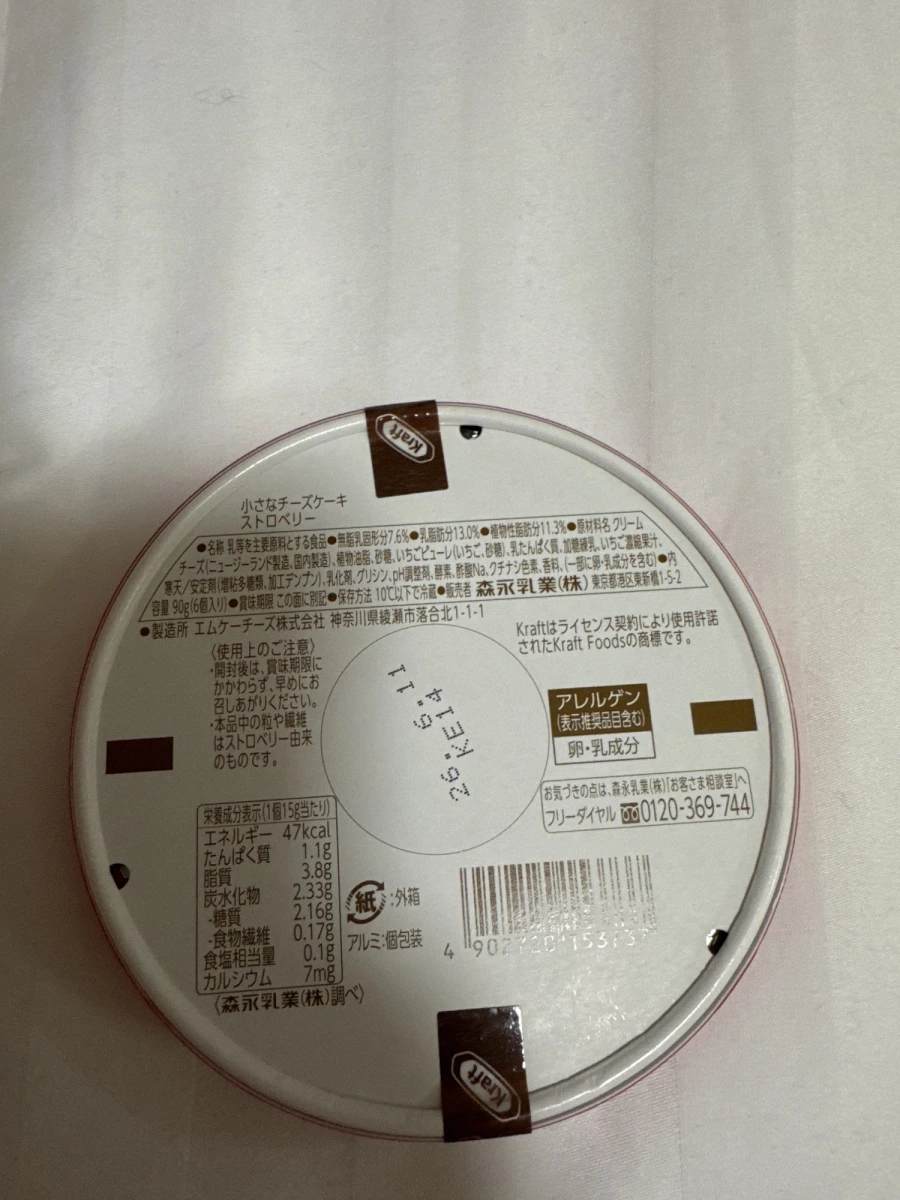 Kraft
小さなチーズケーキ
ストロベリー
●名称 乳等を主要原料とする食品●無脂乳固形分7.6%●乳脂肪分13.0%●植物性脂肪分11.3%●原材料名 クリーム
チーズ(ニュージーランド製造、国内製造)、植物油脂、砂糖、いちごピューレ(いちご、砂糖)、乳たんぱく質、加糖練乳、いちご濃縮果汁、
寒天/安定剤(増粘多糖類、加工デンプン)、乳化剤、グリシン、pH調整剤、酵素、酢酸Na、クチナシ色素、香料、(一部に卵・乳成分を含む)●内
容量 90g(6個入り)●賞味期限 この面に別記●保存方法 10℃以下で冷蔵●販売者 森永乳業(株) 東京都港区東新橋1-5-2
●製造所 エムケーチーズ株式会社 神奈川県綾瀬市落合北1-1-1
〈使用上のご注意〉
・開封後は、賞味期限に
かかわらず、早めにお
召しあがりください。
・本品中の粒や繊維
はストロベリー由来
のものです。
Kraftはライセンス契約により使用許諾
されたKraft Foodsの商標です。
26. 6.11
KE14
アレルゲン
(表示推奨品目含む)
卵・乳成分
お気づきの点は、森永乳業(株)「お客さま相談室」へ
フリーダイヤル 0120-369-744
栄養成分表示(1個15g当たり)
エネルギー 47kcal
たんぱく質 1.1g
脂質 3.8g
炭水化物 2.33g
-糖質 2.16g
-食物繊維 0.17g
食塩相当量 0.1g
カルシウム 7mg
〈森永乳業(株)調べ〉
紙:外箱
アルミ:個包装
Kraft